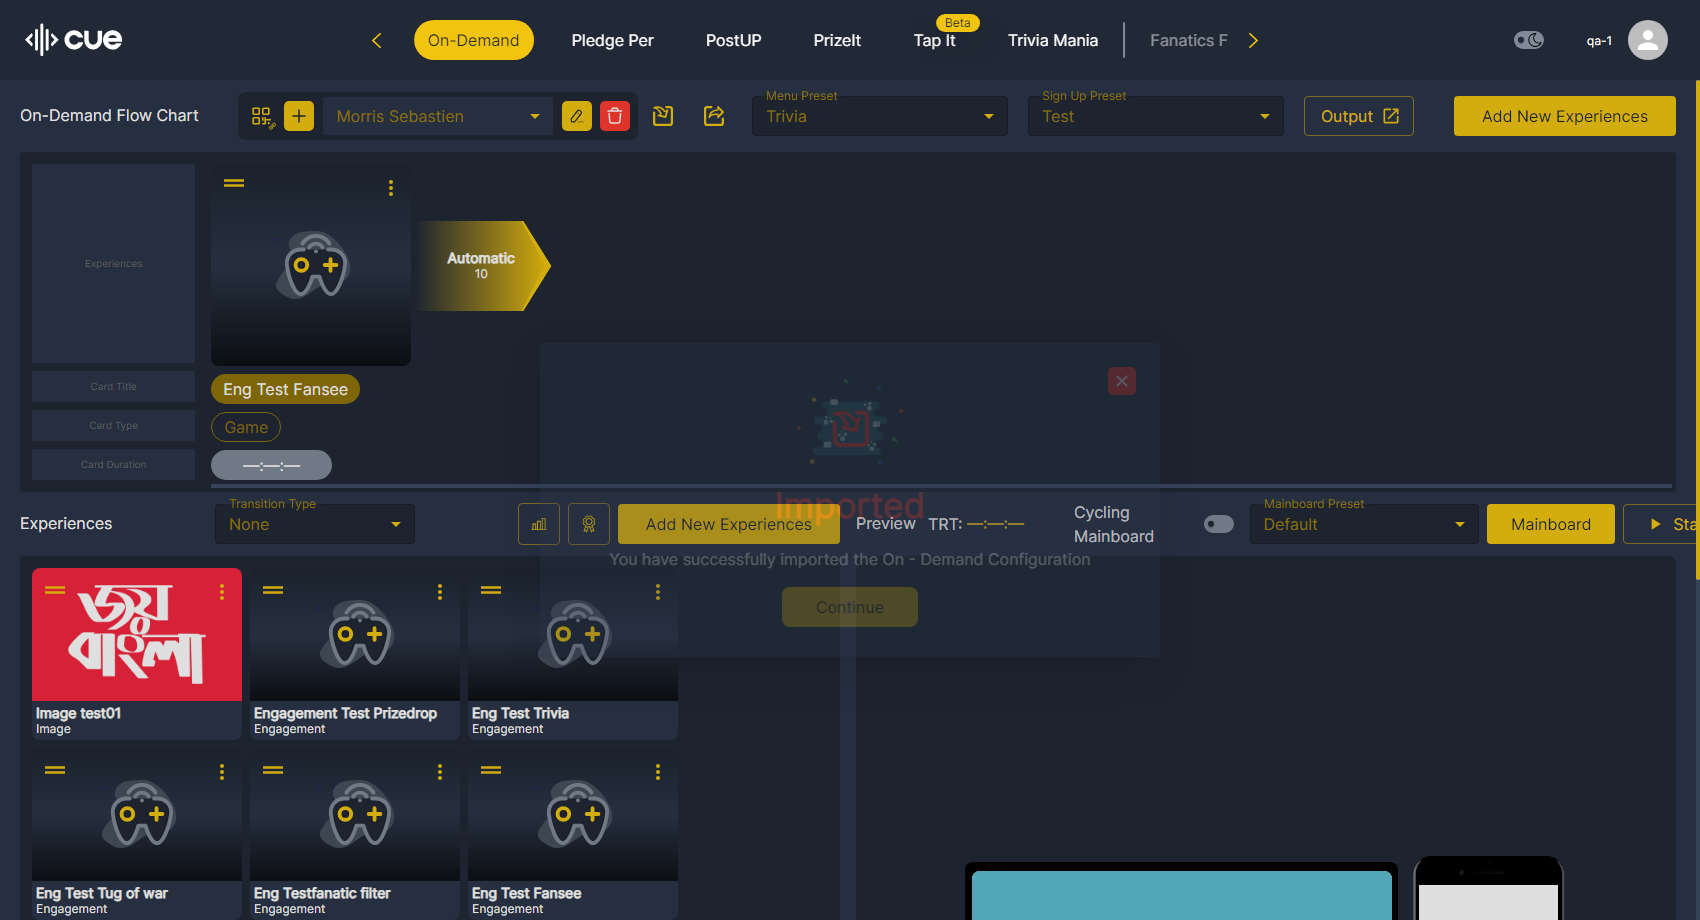 cue
On-Demand
Pledge Per
PostUP
PrizeIt
Beta
Tap It
Trivia Mania
Fanatics F
qa-1
On-Demand Flow Chart
Morris Sebastien
Menu Preset
Trivia
Sign Up Preset
Test
Output
Add New Experiences
Experiences
Automatic
10
Card Title
Eng Test Fansee
Card Type
Game
Card Duration
—:—:—
Imported
You have successfully imported the On - Demand Configuration
Continue
Experiences
Transition Type
None
Add New Experiences
Preview
TRT: —:—:—
Cycling
Mainboard
Mainboard Preset
Default
Mainboard
Sta
জয়
বাংলা
Image test01
Image
Engagement Test Prizedrop
Engagement
Eng Test Trivia
Engagement
Eng Test Tug of war
Engagement
Eng Testfanatic filter
Engagement
Eng Test Fansee
Engagement